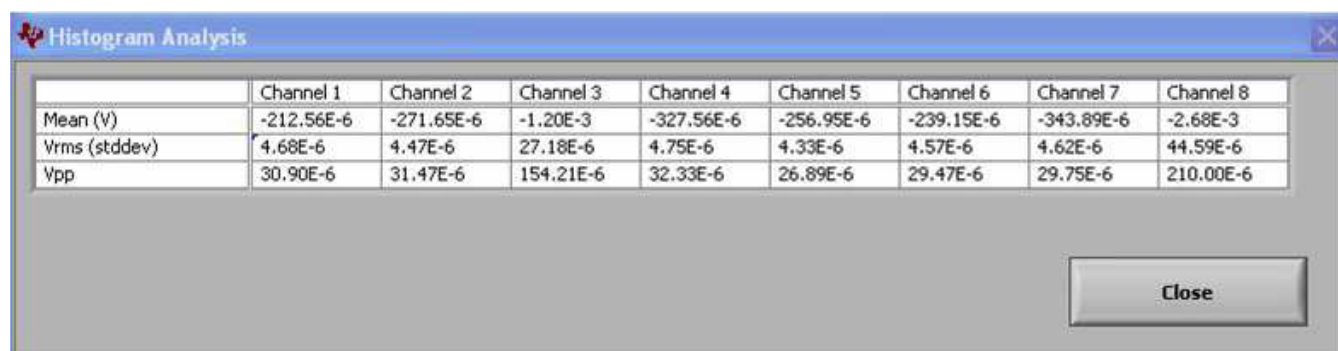 Histogram Analysis
Channel 1 Channel 2 Channel 3 Channel 4 Channel 5 Channel 6 Channel 7 Channel 8
Mean (V) -212.56E-6 -271.65E-6 -1.20E-3 -327.56E-6 -256.95E-6 -239.15E-6 -343.89E-6 -2.68E-3
Vrms (stddev) 4.68E-6 4.47E-6 27.18E-6 4.75E-6 4.33E-6 4.57E-6 4.62E-6 44.59E-6
Vpp 30.90E-6 31.47E-6 154.21E-6 32.33E-6 26.89E-6 29.47E-6 29.75E-6 210.00E-6
Close